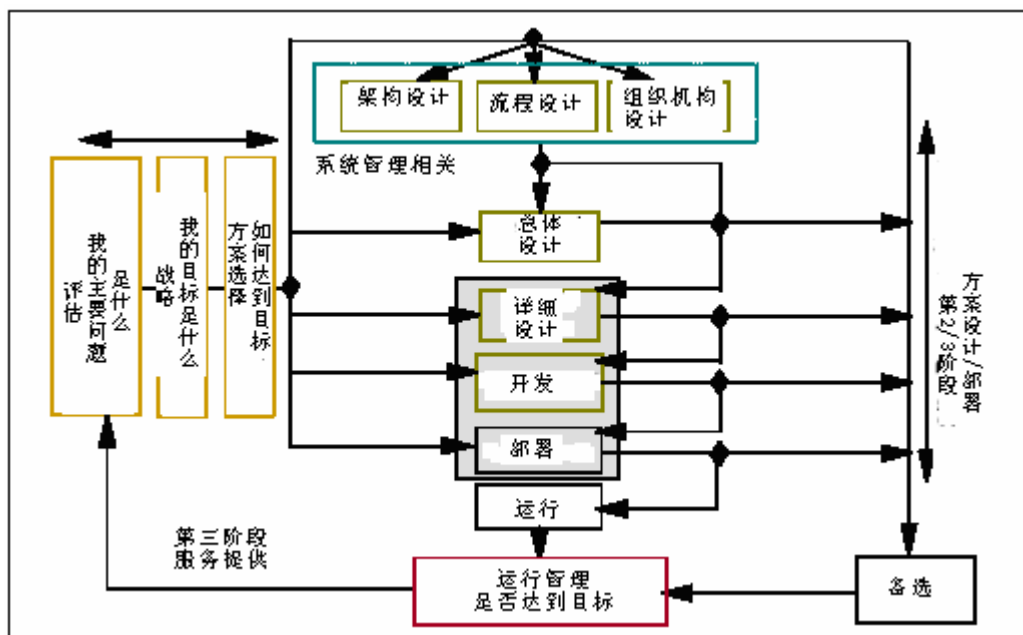 架构设计
流程设计
组织机构
设计
系统管理相关
评估
我的主要问题
是什么
战略
我的目标是什么
方案选择
如何达到目标
总体
设计
详细
设计
开发
部署
运行
方案设计/部署
第2/3阶段
第三阶段
服务提供
运行管理
是否达到目标
备选